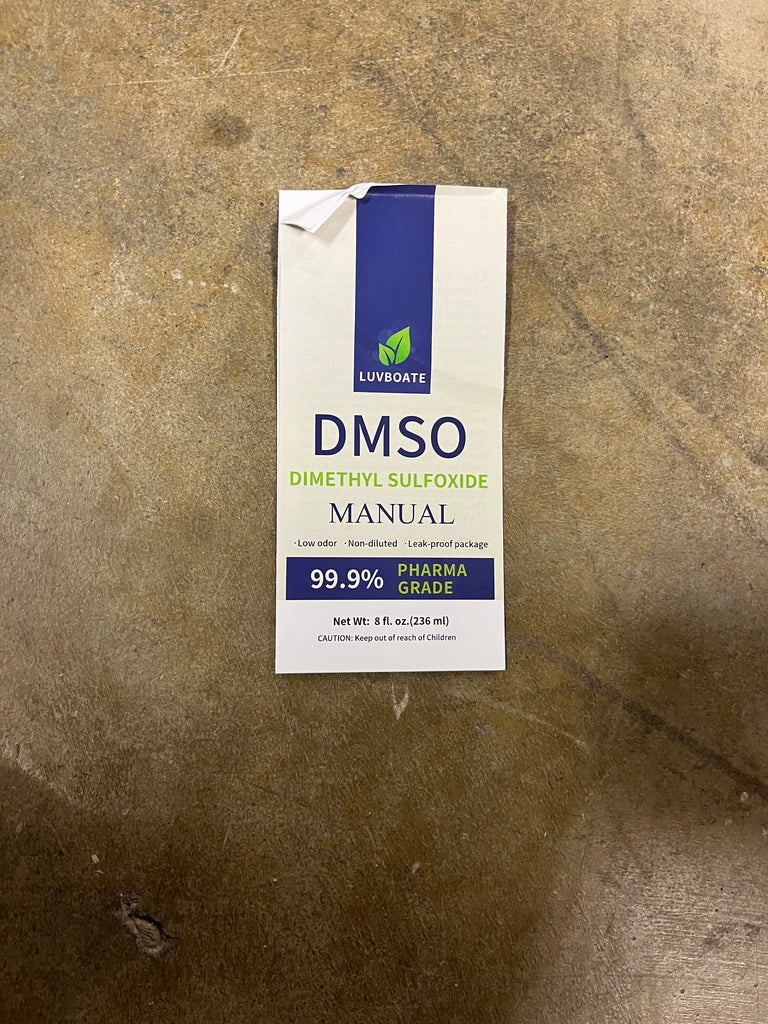 LUVBOATE
DMSO
DIMETHYL SULFOXIDE
MANUAL
· Low odor · Non-diluted · Leak-proof package
99.9% PHARMA
GRADE
Net Wt: 8 fl. oz.(236 ml)
CAUTION: Keep out of reach of Children